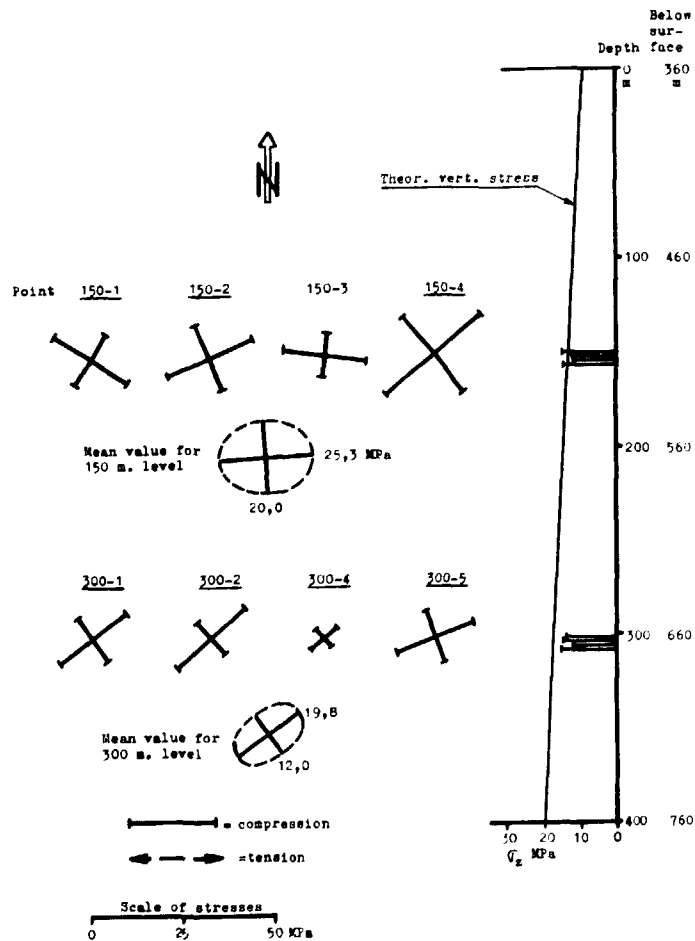 Below
sur-
Depth face
0 360
m m
N
Theor. vert. stress
100 460
Point 150-1 150-2 150-3 150-4
Mean value for
150 m. level
25,3 MPa
20,0
200 560
300-1 300-2 300-4 300-5
300 660
Mean value for
300 m. level
19,8
12,0
= compression
=tension
400 760
30 20 10 0
σz MPa
Scale of stresses
0 25 50 MPa